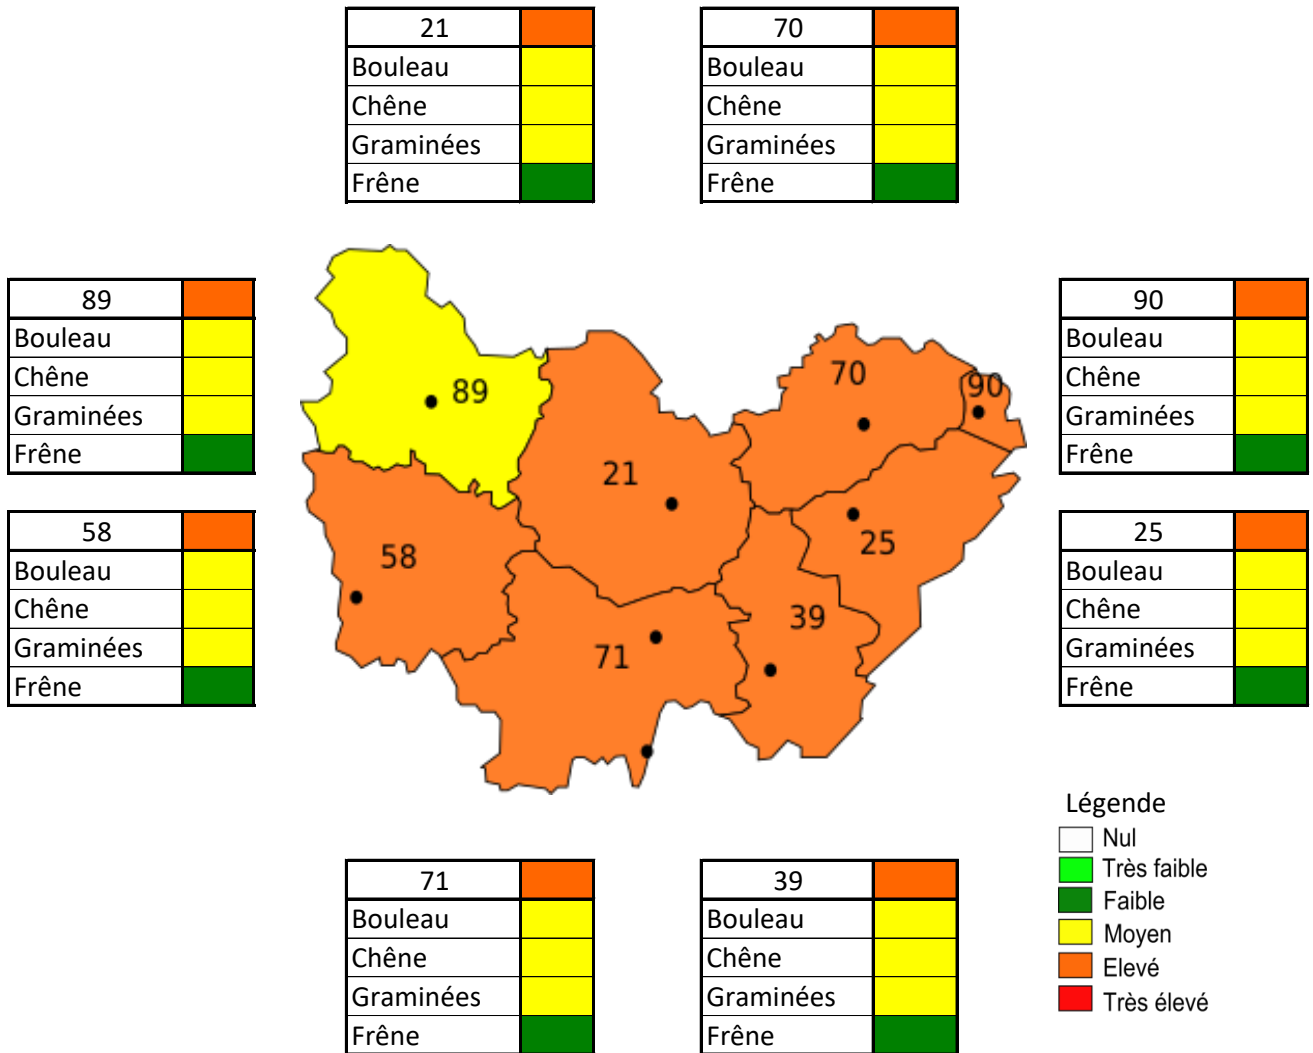 21
Bouleau
Chêne
Graminées
Frêne
70
Bouleau
Chêne
Graminées
Frêne
89
Bouleau
Chêne
Graminées
Frêne
58
Bouleau
Chêne
Graminées
Frêne
89
70
90
21
58
25
39
71
90
Bouleau
Chêne
Graminées
Frêne
25
Bouleau
Chêne
Graminées
Frêne
71
Bouleau
Chêne
Graminées
Frêne
39
Bouleau
Chêne
Graminées
Frêne
Légende
Nul
Très faible
Faible
Moyen
Elevé
Très élevé